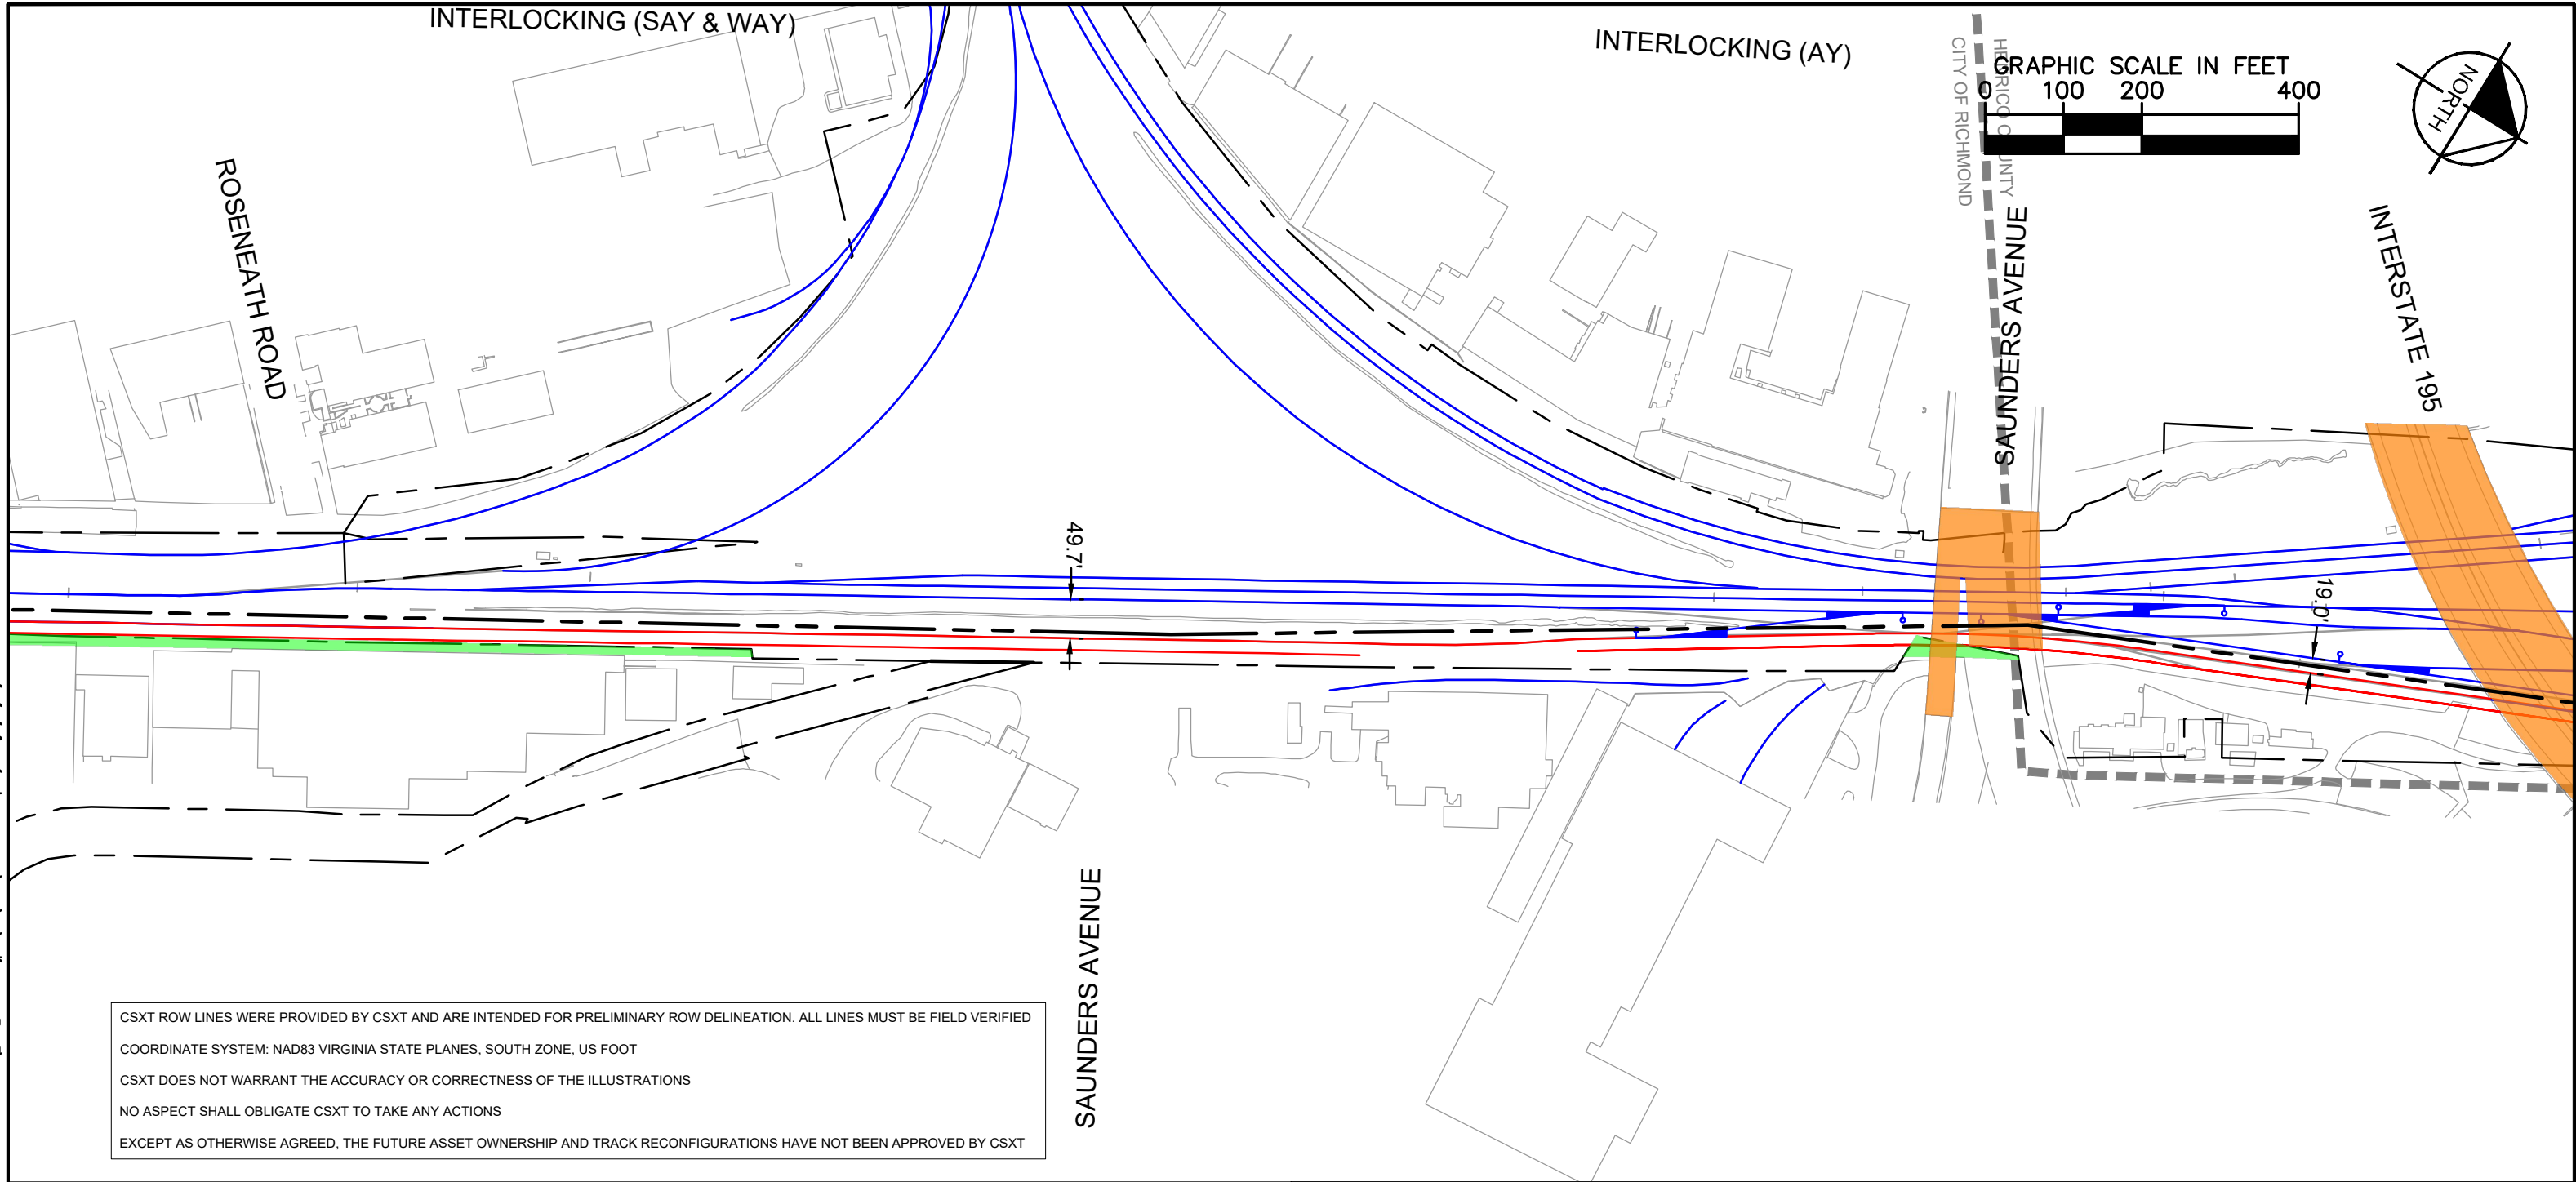 INTERLOCKING (SAY & WAY)
INTERLOCKING (AY)
HENRICO COUNTY
CITY OF RICHMOND
GRAPHIC SCALE IN FEET
0 100 200 400
NORTH
ROSENEATH ROAD
SAUNDERS AVENUE
INTERSTATE 195
49.7'
19.0'
SAUNDERS AVENUE
CSXT ROW LINES WERE PROVIDED BY CSXT AND ARE INTENDED FOR PRELIMINARY ROW DELINEATION. ALL LINES MUST BE FIELD VERIFIED
COORDINATE SYSTEM: NAD83 VIRGINIA STATE PLANES, SOUTH ZONE, US FOOT
CSXT DOES NOT WARRANT THE ACCURACY OR CORRECTNESS OF THE ILLUSTRATIONS
NO ASPECT SHALL OBLIGATE CSXT TO TAKE ANY ACTIONS
EXCEPT AS OTHERWISE AGREED, THE FUTURE ASSET OWNERSHIP AND TRACK RECONFIGURATIONS HAVE NOT BEEN APPROVED BY CSXT